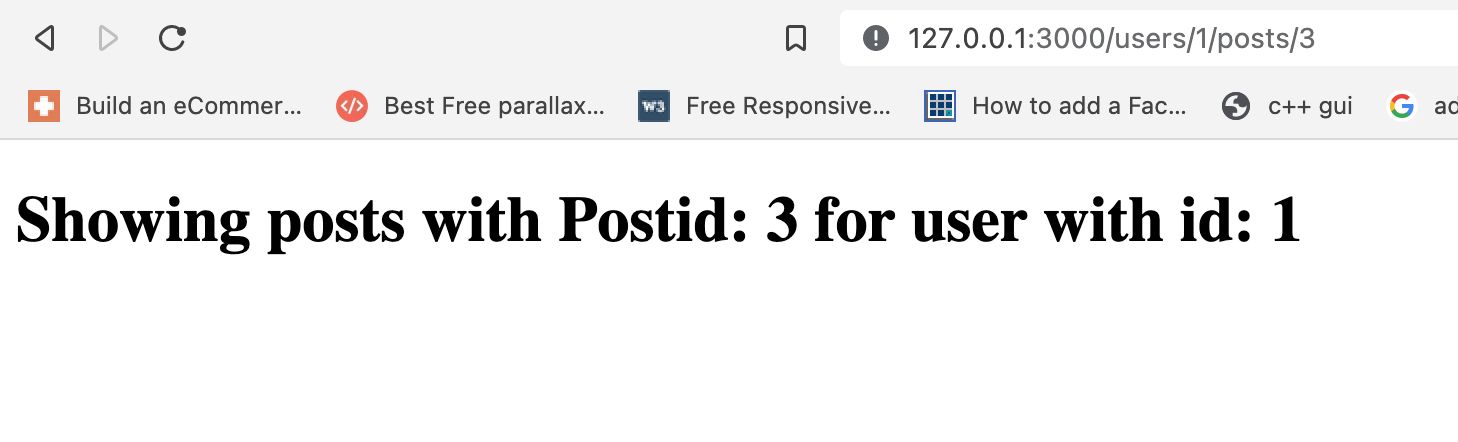 127.0.0.1:3000/users/1/posts/3
Build an eCommer... </> Best Free parallax... W3 Free Responsive... How to add a Fac... c++ gui G ad
Showing posts with Postid: 3 for user with id: 1